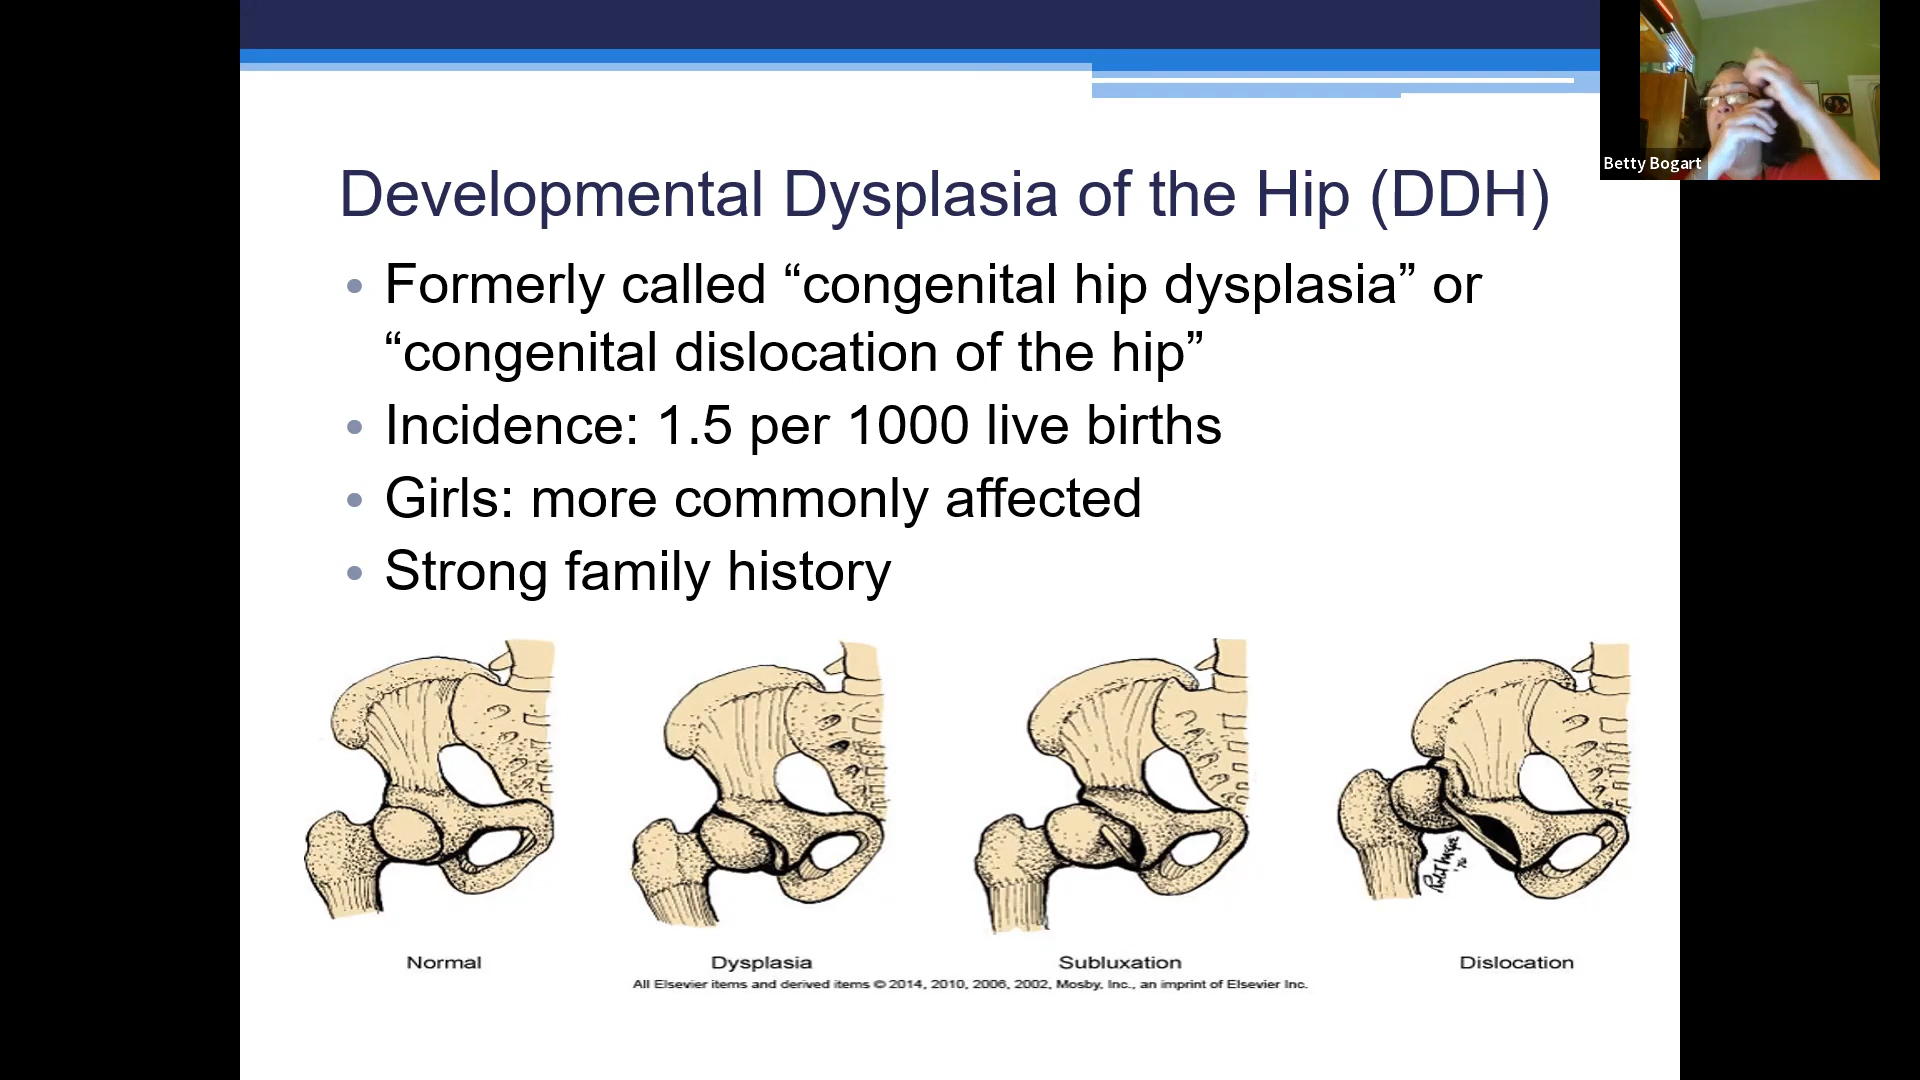 Betty Bogart
Developmental Dysplasia of the Hip (DDH)
• Formerly called “congenital hip dysplasia” or
“congenital dislocation of the hip”
• Incidence: 1.5 per 1000 live births
• Girls: more commonly affected
• Strong family history
Normal
Dysplasia
Subluxation
Dislocation
All Elsevier items and derived items © 2014, 2010, 2006, 2002, Mosby, Inc., an imprint of Elsevier Inc.